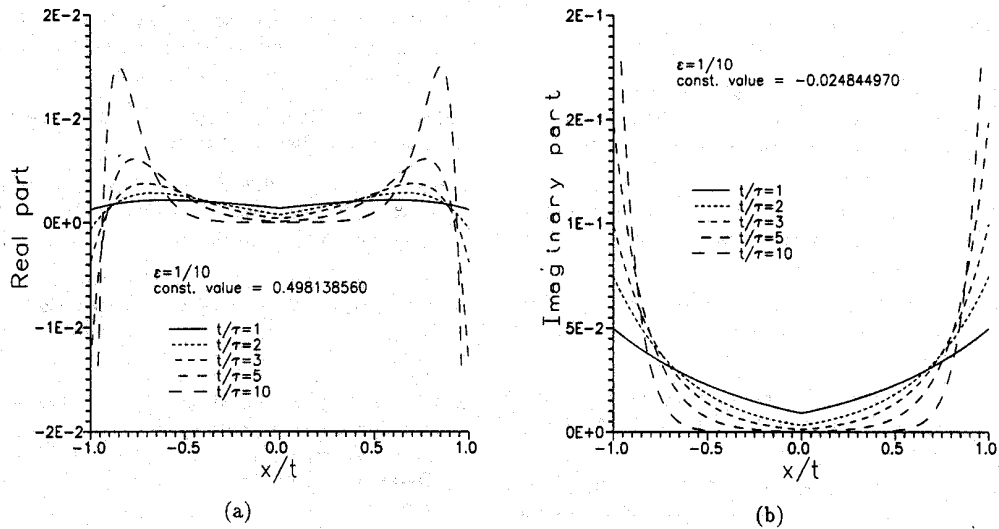 2E-2
1E-2
0E+0
-1E-2
-2E-2
Real part
ε=1/10
const. value = 0.498138560
t/τ=1
t/τ=2
t/τ=3
t/τ=5
t/τ=10
-1.0 -0.5 0.0 0.5 1.0
x/t
(a)
2E-1
2E-1
1E-1
5E-2
0E+0
Imaginary part
ε=1/10
const. value = -0.024844970
t/τ=1
t/τ=2
t/τ=3
t/τ=5
t/τ=10
-1.0 -0.5 0.0 0.5 1.0
x/t
(b)